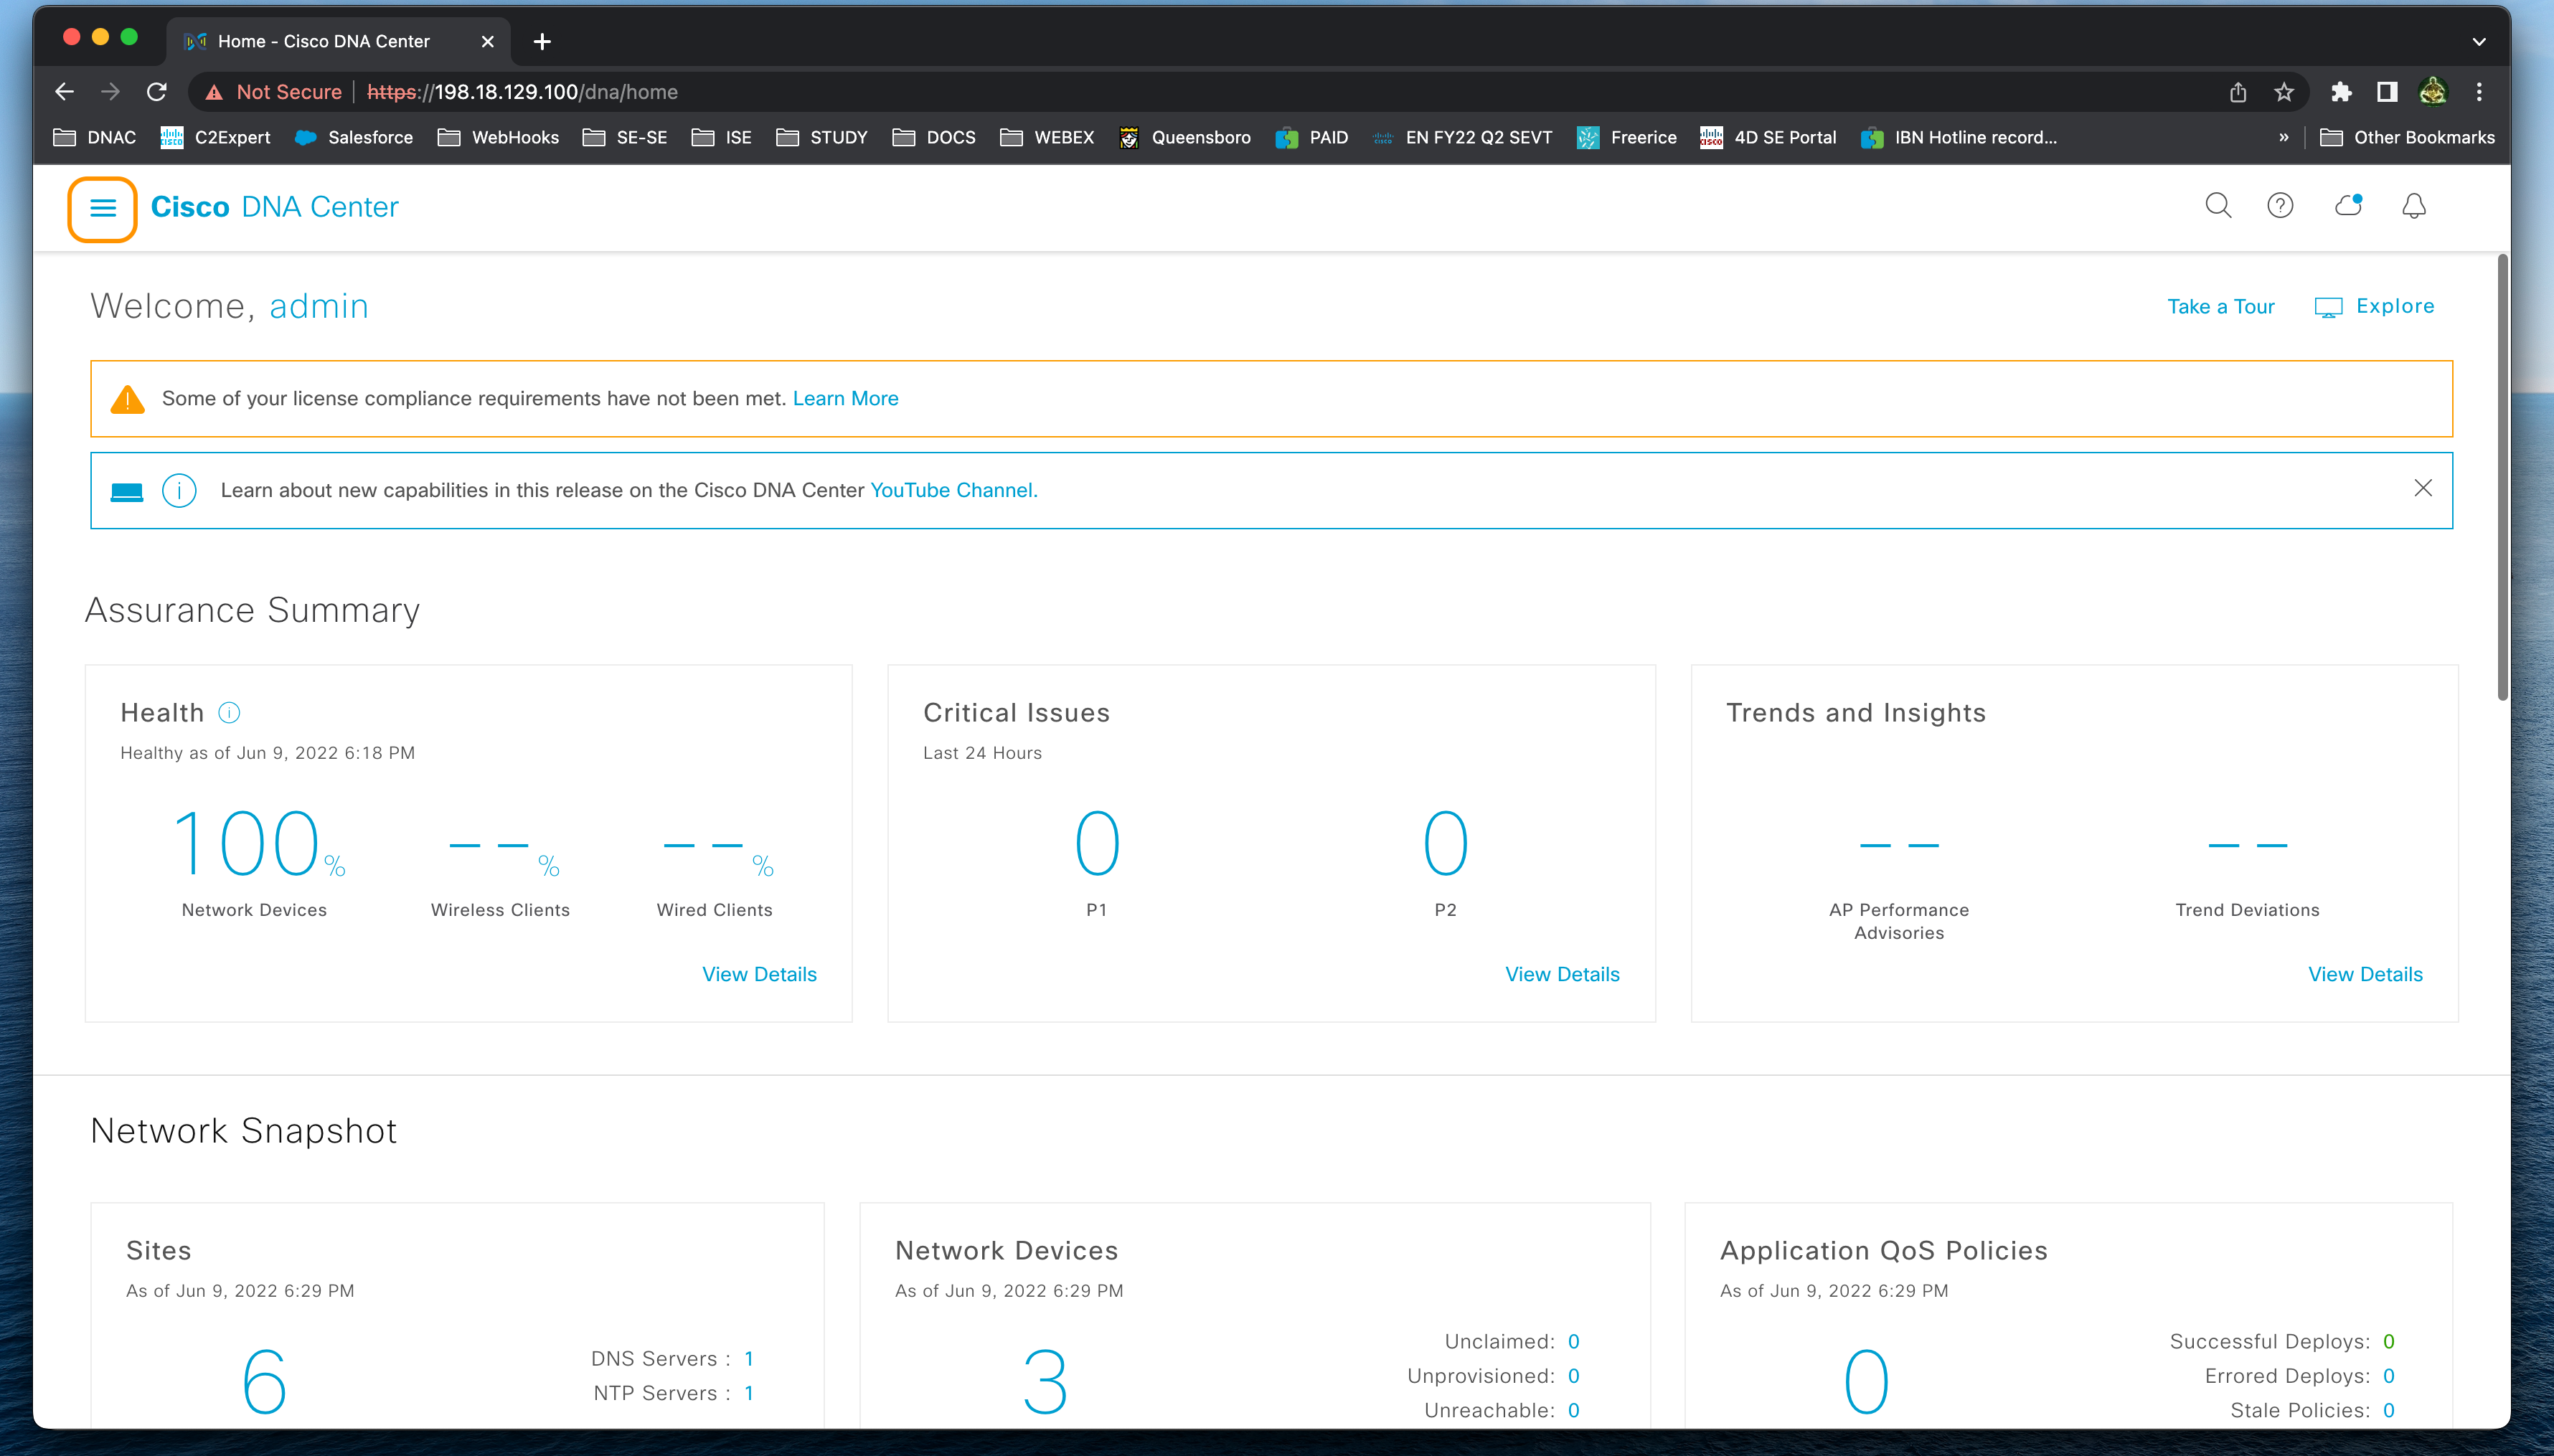 Home - Cisco DNA Center
Not Secure https://198.18.129.100/dna/home
DNAC C2Expert Salesforce WebHooks SE-SE ISE STUDY DOCS WEBEX Queensboro PAID EN FY22 Q2 SEVT Freerice 4D SE Portal IBN Hotline record... » Other Bookmarks
Cisco DNA Center
Welcome, admin
Take a Tour Explore
Some of your license compliance requirements have not been met. Learn More
Learn about new capabilities in this release on the Cisco DNA Center YouTube Channel.
Assurance Summary
Health
Healthy as of Jun 9, 2022 6:18 PM
100% -- % -- %
Network Devices Wireless Clients Wired Clients
View Details
Critical Issues
Last 24 Hours
0 0
P1 P2
View Details
Trends and Insights
-- --
AP Performance Advisories Trend Deviations
View Details
Network Snapshot
Sites
As of Jun 9, 2022 6:29 PM
6
DNS Servers : 1
NTP Servers : 1
Network Devices
As of Jun 9, 2022 6:29 PM
3
Unclaimed: 0
Unprovisioned: 0
Unreachable: 0
Application QoS Policies
As of Jun 9, 2022 6:29 PM
0
Successful Deploys: 0
Errored Deploys: 0
Stale Policies: 0